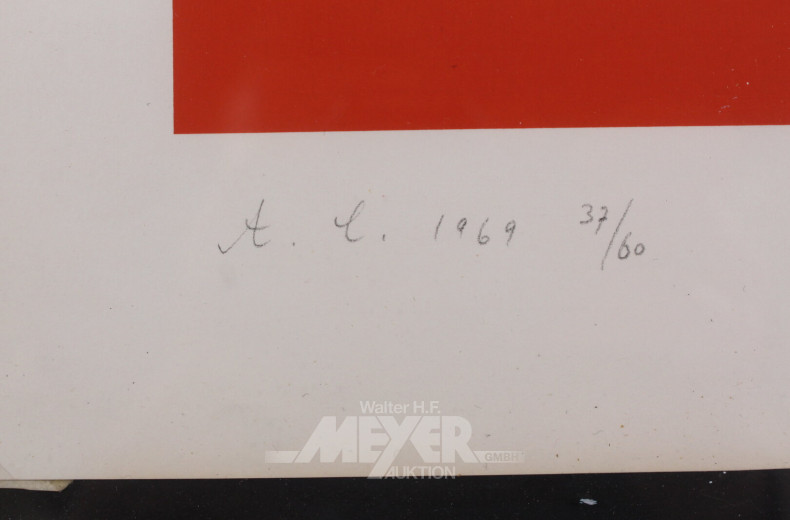 A. C. 1969 37/60
Walter H.F.
MEYER
GMBH
AUKTION